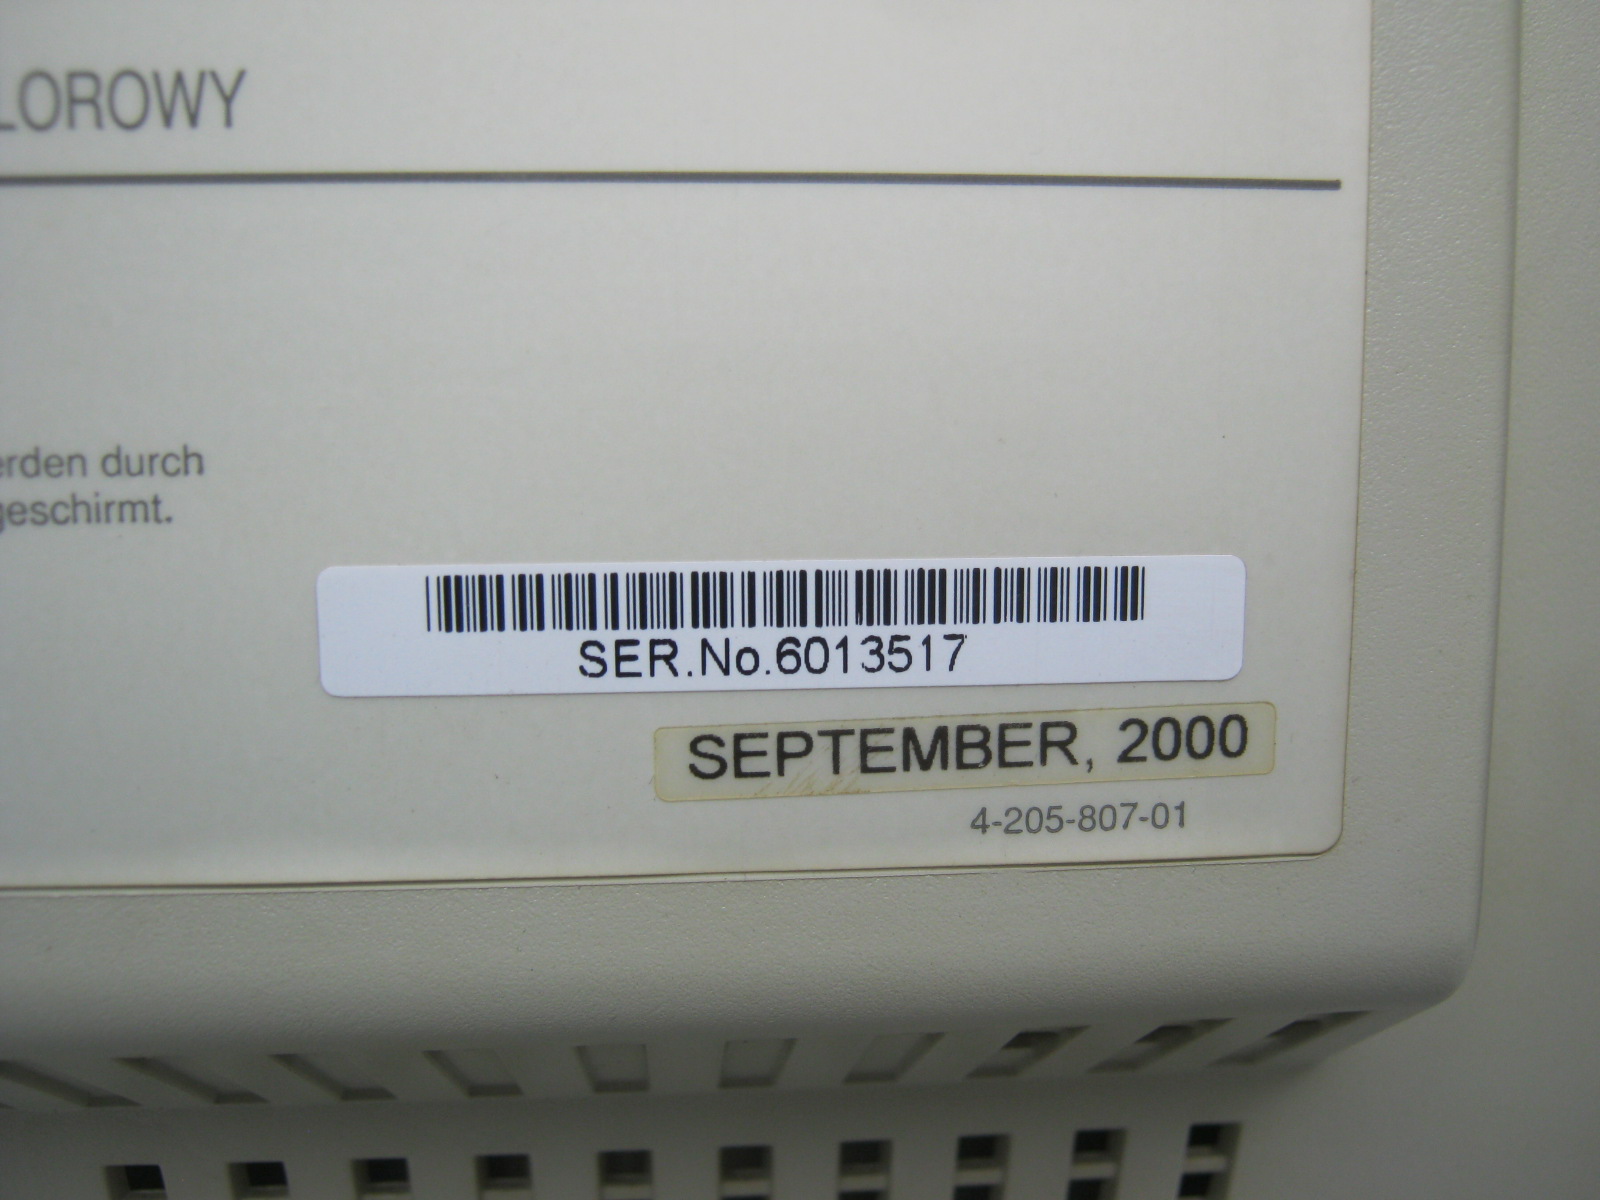 LOROWY
erden durch
geschirmt.
SER.No.6013517
SEPTEMBER, 2000
4-205-807-01